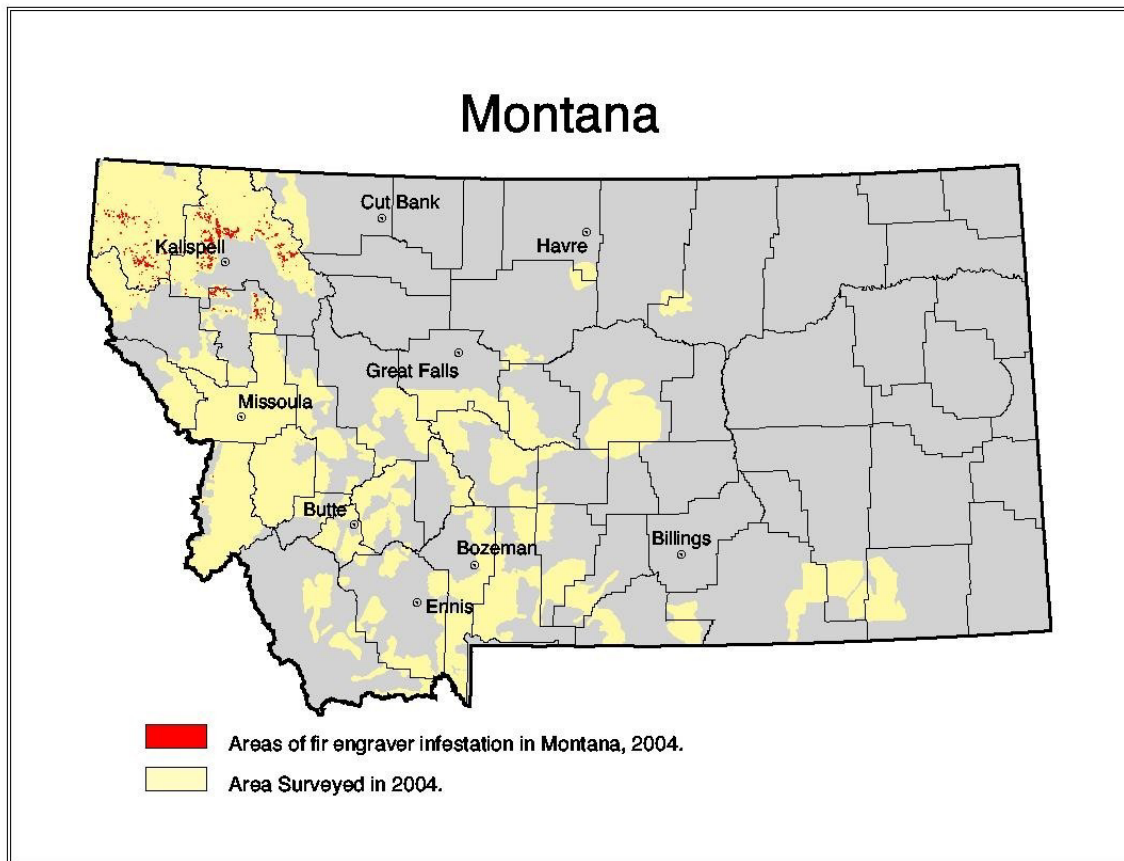 Montana
Cut Bank
Havre
Kalispell
Great Falls
Missoula
Butte
Bozeman
Billings
Ennis
Areas of fir engraver infestation in Montana, 2004.
Area Surveyed in 2004.